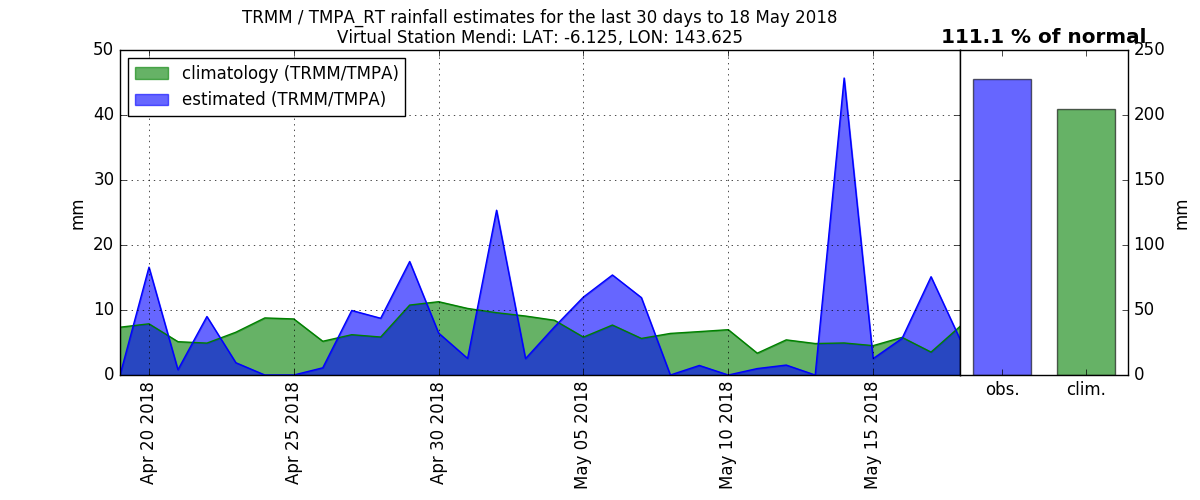 TRMM / TMPA_RT rainfall estimates for the last 30 days to 18 May 2018
Virtual Station Mendi: LAT: -6.125, LON: 143.625
111.1 % of normal
climatology (TRMM/TMPA)
estimated (TRMM/TMPA)
50
40
30
20
10
0
mm
Apr 20 2018
Apr 25 2018
Apr 30 2018
May 05 2018
May 10 2018
May 15 2018
obs.
clim.
250
200
150
100
50
0
mm